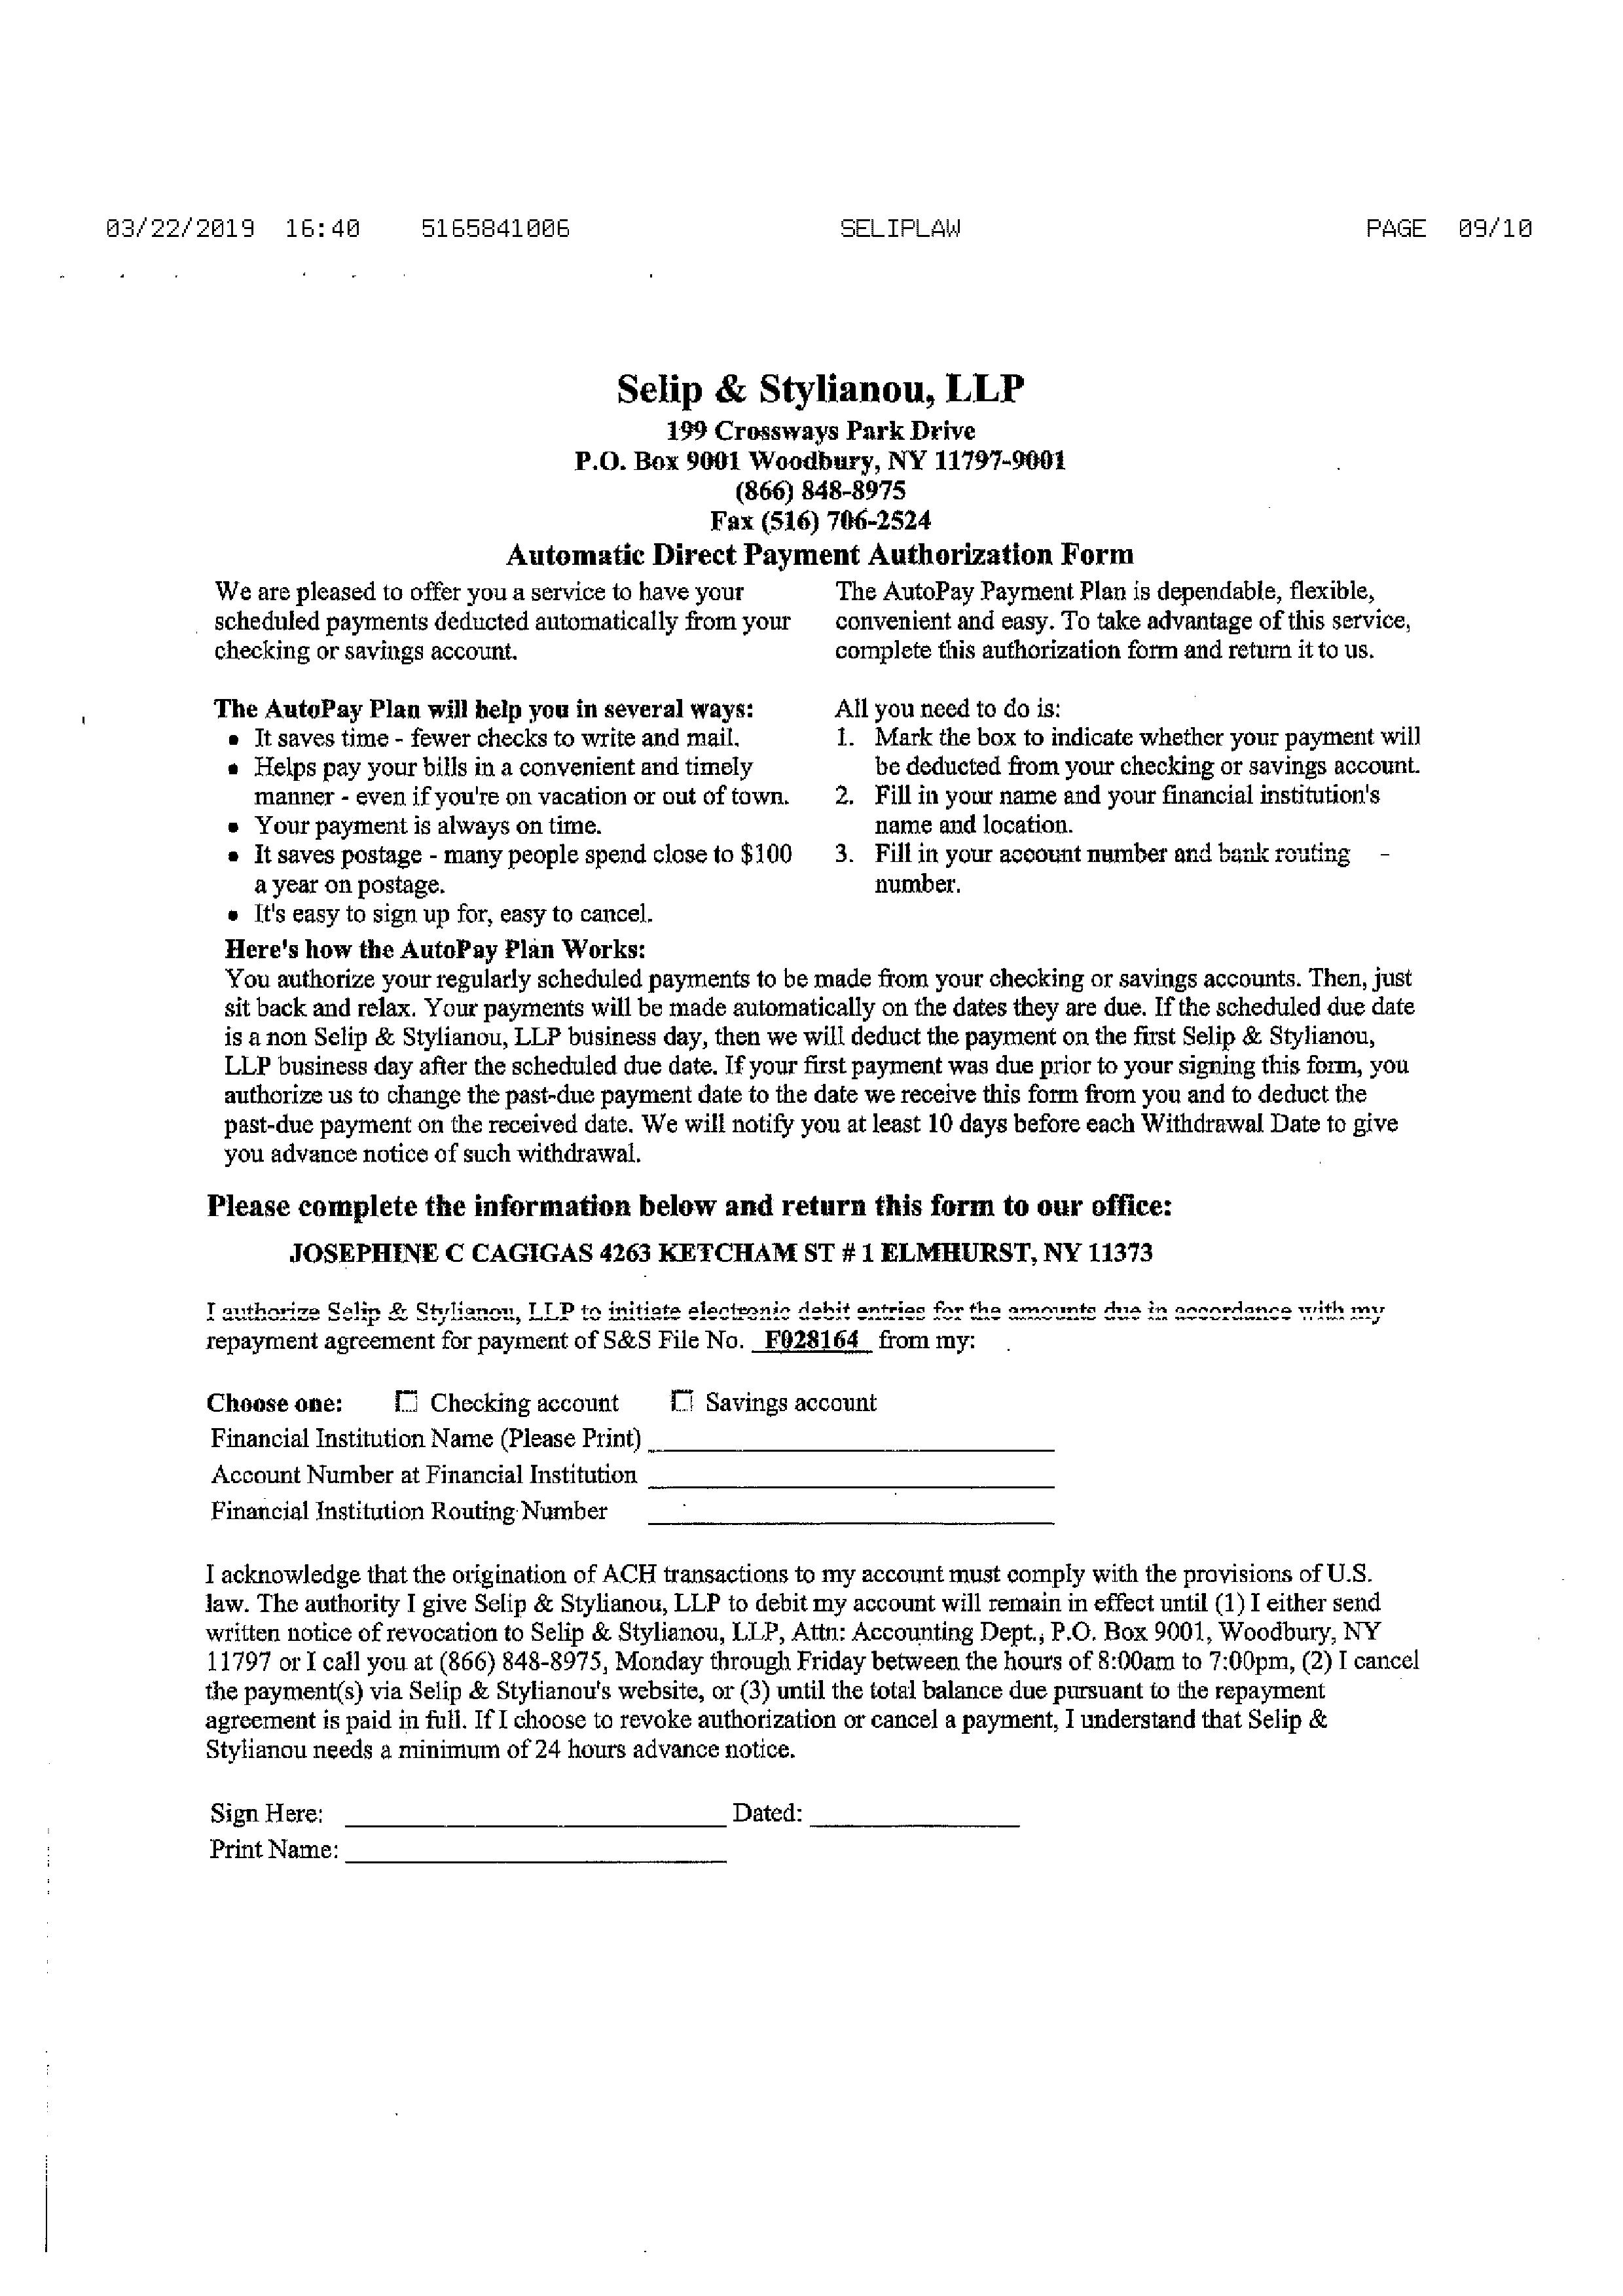 03/22/2019 16:40 5165841006 SELIPLAW PAGE 09/10
Selip & Stylianou, LLP
199 Crossways Park Drive
P.O. Box 9001 Woodbury, NY 11797-9001
(866) 848-8975
Fax (516) 706-2524
Automatic Direct Payment Authorization Form
We are pleased to offer you a service to have your
scheduled payments deducted automatically from your
checking or savings account.
The AutoPay Plan will help you in several ways:
• It saves time - fewer checks to write and mail.
• Helps pay your bills in a convenient and timely
manner - even if you're on vacation or out of town.
• Your payment is always on time.
• It saves postage - many people spend close to $100
a year on postage.
• It's easy to sign up for, easy to cancel.
The AutoPay Payment Plan is dependable, flexible,
convenient and easy. To take advantage of this service,
complete this authorization form and return it to us.
All you need to do is:
1. Mark the box to indicate whether your payment will
be deducted from your checking or savings account.
2. Fill in your name and your financial institution's
name and location.
3. Fill in your account number and bank routing -
number.
Here's how the AutoPay Plan Works:
You authorize your regularly scheduled payments to be made from your checking or savings accounts. Then, just
sit back and relax. Your payments will be made automatically on the dates they are due. If the scheduled due date
is a non Selip & Stylianou, LLP business day, then we will deduct the payment on the first Selip & Stylianou,
LLP business day after the scheduled due date. If your first payment was due prior to your signing this form, you
authorize us to change the past-due payment date to the date we receive this form from you and to deduct the
past-due payment on the received date. We will notify you at least 10 days before each Withdrawal Date to give
you advance notice of such withdrawal.
Please complete the information below and return this form to our office:
JOSEPHINE C CAGIGAS 4263 KETCHAM ST # 1 ELMHURST, NY 11373
I authorize Selip & Stylianou, LLP to initiate electronic debit entries for the amounts due in accordance with my
repayment agreement for payment of S&S File No. F028164 from my:
Choose one: ☐ Checking account ☐ Savings account
Financial Institution Name (Please Print)
Account Number at Financial Institution
Financial Institution Routing Number
I acknowledge that the origination of ACH transactions to my account must comply with the provisions of U.S.
law. The authority I give Selip & Stylianou, LLP to debit my account will remain in effect until (1) I either send
written notice of revocation to Selip & Stylianou, LLP, Attn: Accounting Dept., P.O. Box 9001, Woodbury, NY
11797 or I call you at (866) 848-8975, Monday through Friday between the hours of 8:00am to 7:00pm, (2) I cancel
the payment(s) via Selip & Stylianou's website, or (3) until the total balance due pursuant to the repayment
agreement is paid in full. If I choose to revoke authorization or cancel a payment, I understand that Selip &
Stylianou needs a minimum of 24 hours advance notice.
Sign Here: Dated:
Print Name: